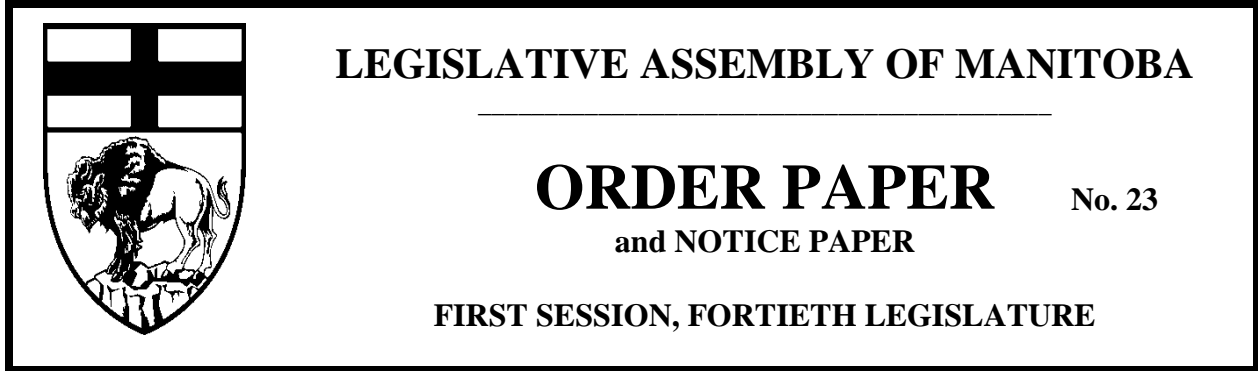 LEGISLATIVE ASSEMBLY OF MANITOBA
ORDER PAPER No. 23
and NOTICE PAPER
FIRST SESSION, FORTIETH LEGISLATURE